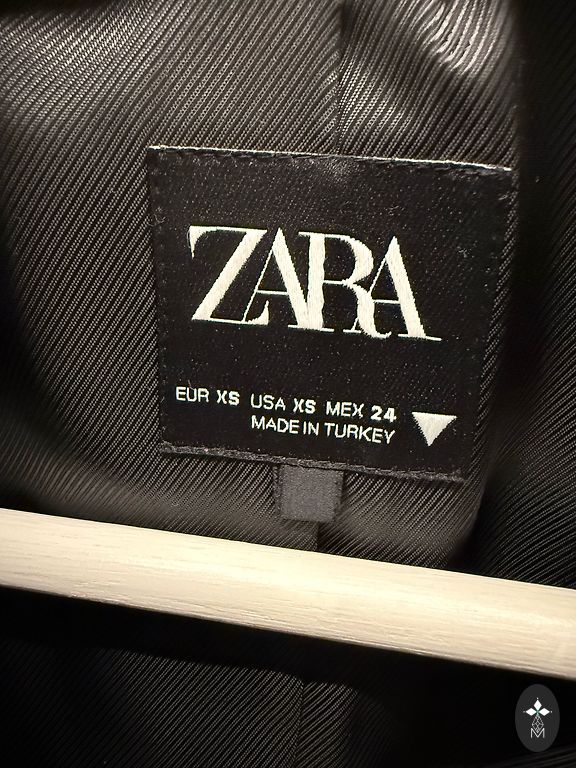 ZARA
EUR XS USA XS MEX 24
MADE IN TURKEY
M